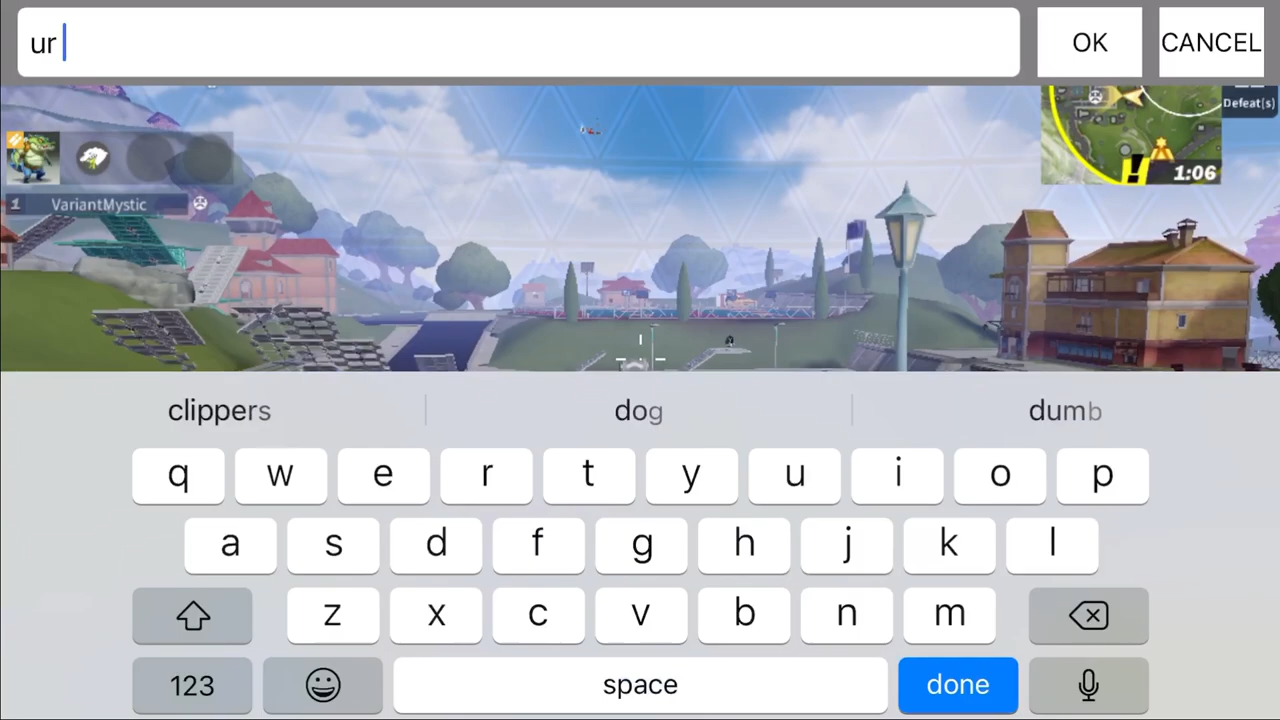 ur
OK
CANCEL
Defeat(s)
1:06
1 VariantMystic
clippers dog dumb
q w e r t y u i o p
a s d f g h j k l
z x c v b n m
123 space done